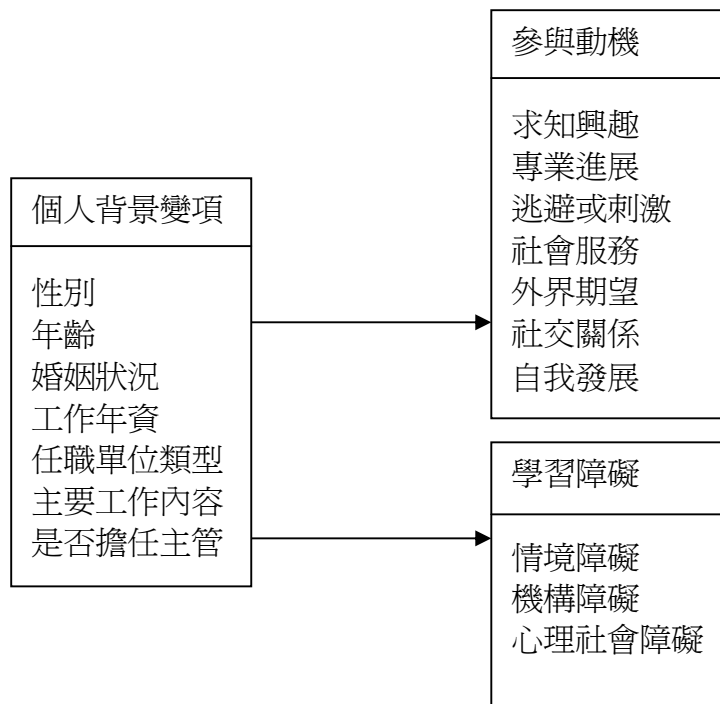 個人背景變項
性別
年齡
婚姻狀況
工作年資
任職單位類型
主要工作內容
是否擔任主管
參與動機
求知興趣
專業進展
逃避或刺激
社會服務
外界期望
社交關係
自我發展
學習障礙
情境障礙
機構障礙
心理社會障礙